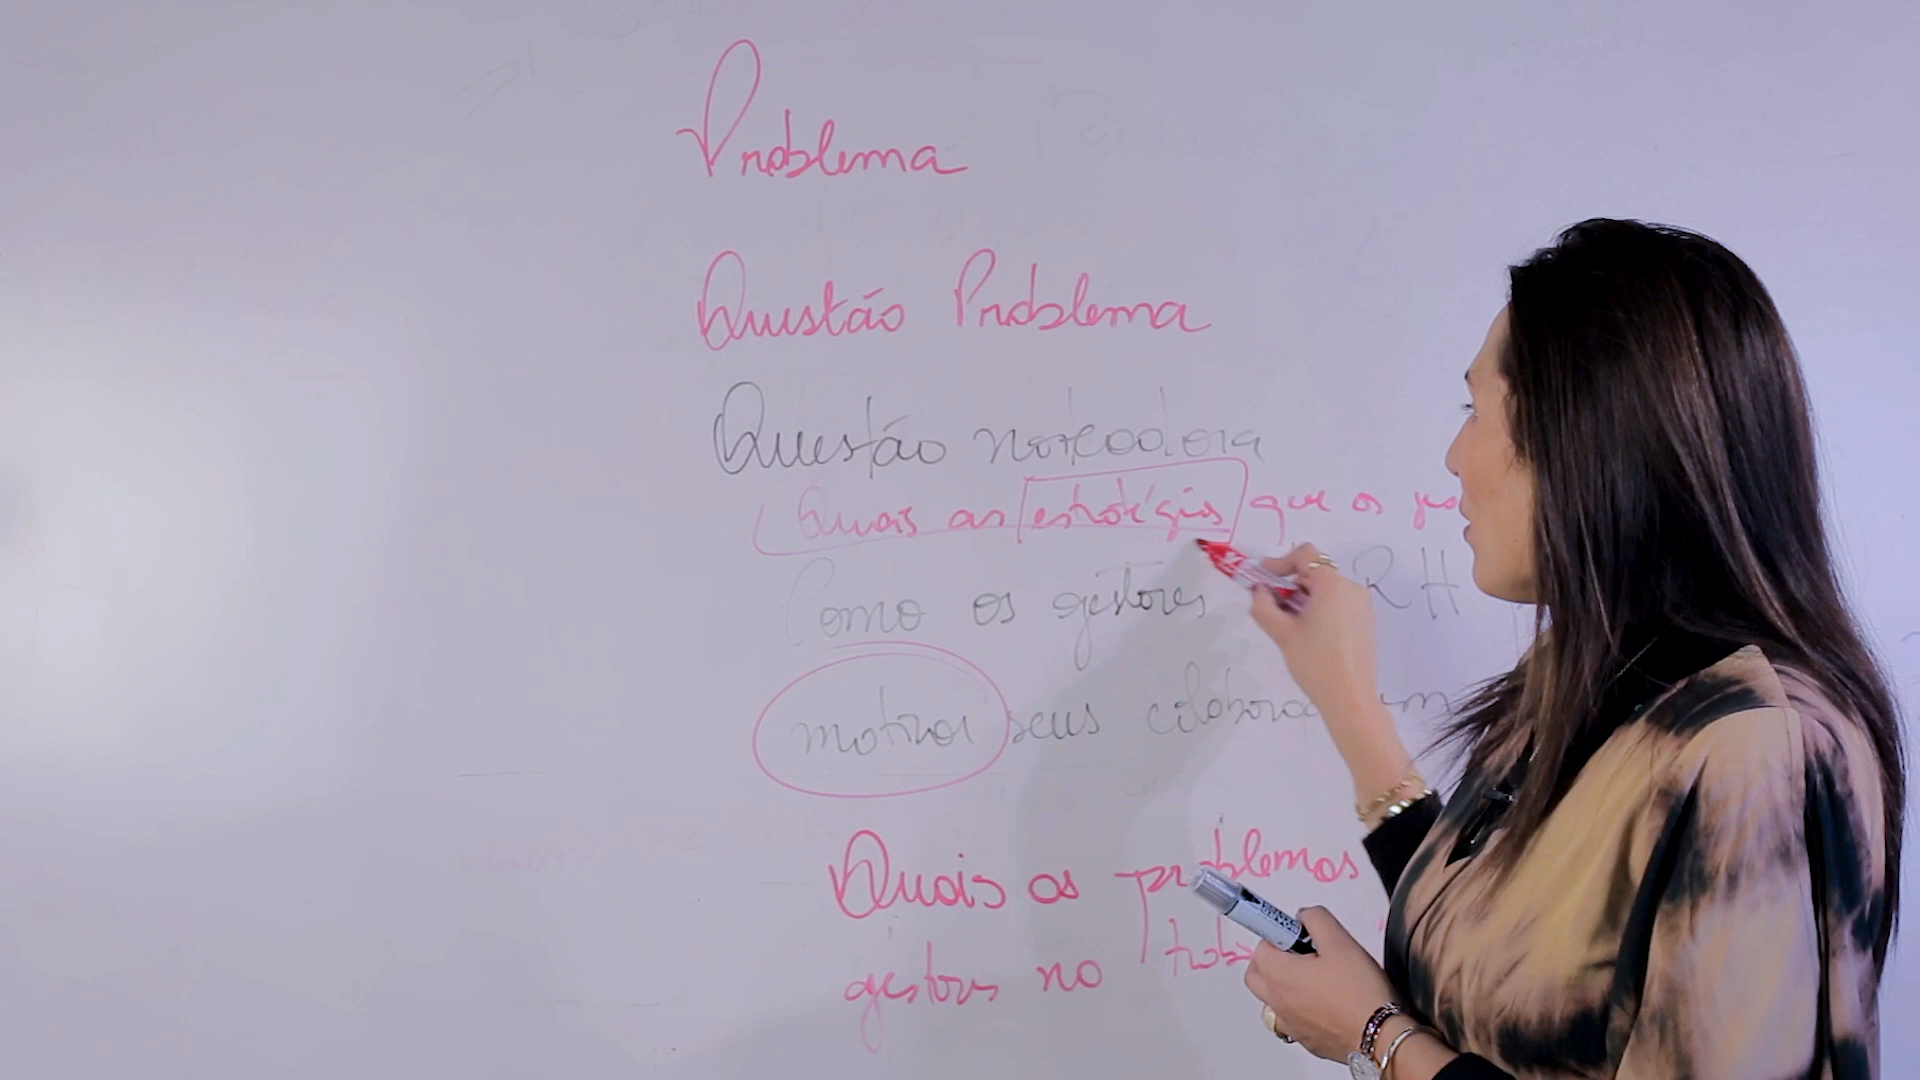 Problema
Questão Problema
Questão norteadora
Quais as estratégias que os
Como os gestores RH
motivar seus
Quais os problemas
gestores no